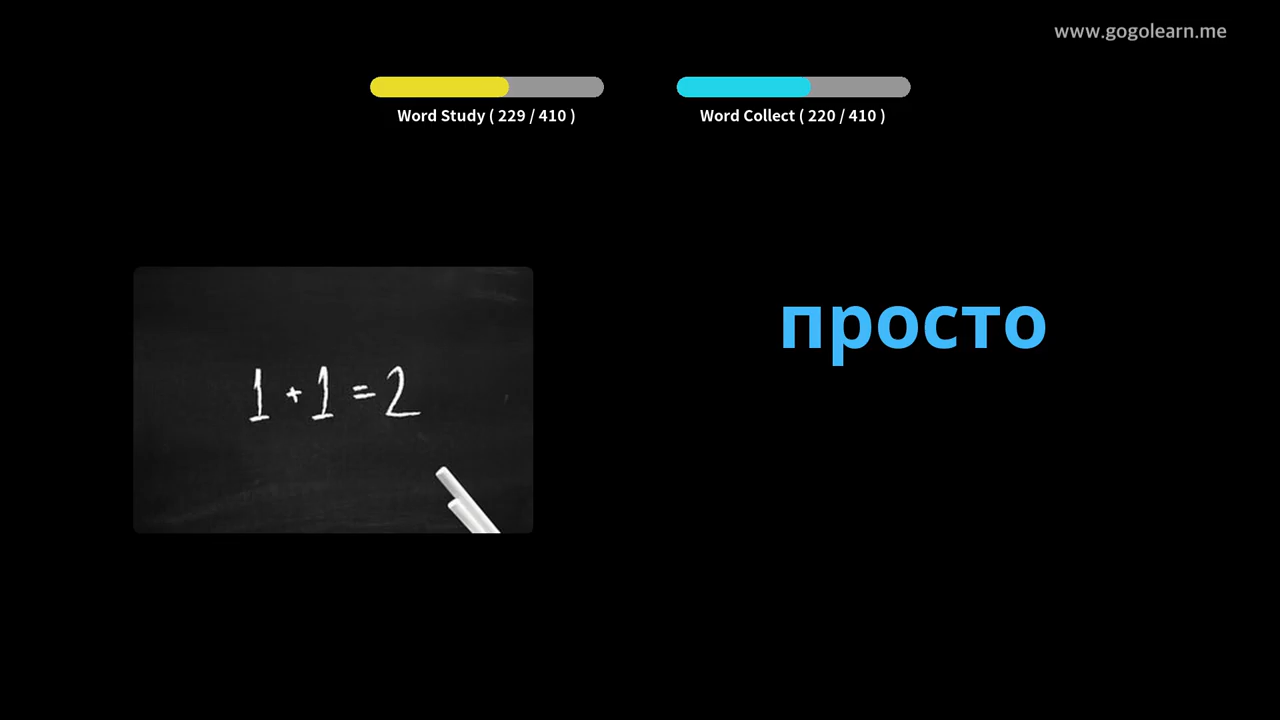 www.gogolearn.me
Word Study ( 229 / 410 )
Word Collect ( 220 / 410 )
просто
1 + 1 = 2